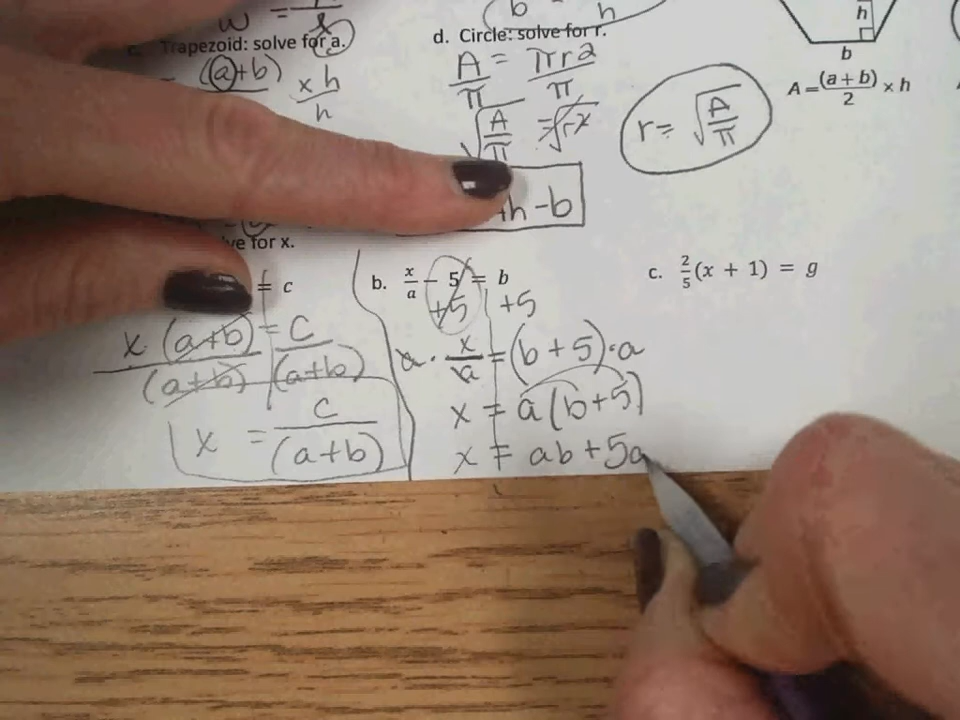 w =
b h
c. Trapezoid: solve for a.
(a+b) × h
h
d. Circle: solve for r.
A = πr2
π π
√A/π = √r2
r = √A/π
h
b
A = (a + b)/2 × h
h - b
ve for x.
= c
x (a+b) = c
(a+b) (a+b)
x = c/(a+b)
b. x/a - 5 = b
+5 +5
a · x/a = (b + 5) · a
x = a(b+5)
x = ab + 5a
c. 2/5(x + 1) = g